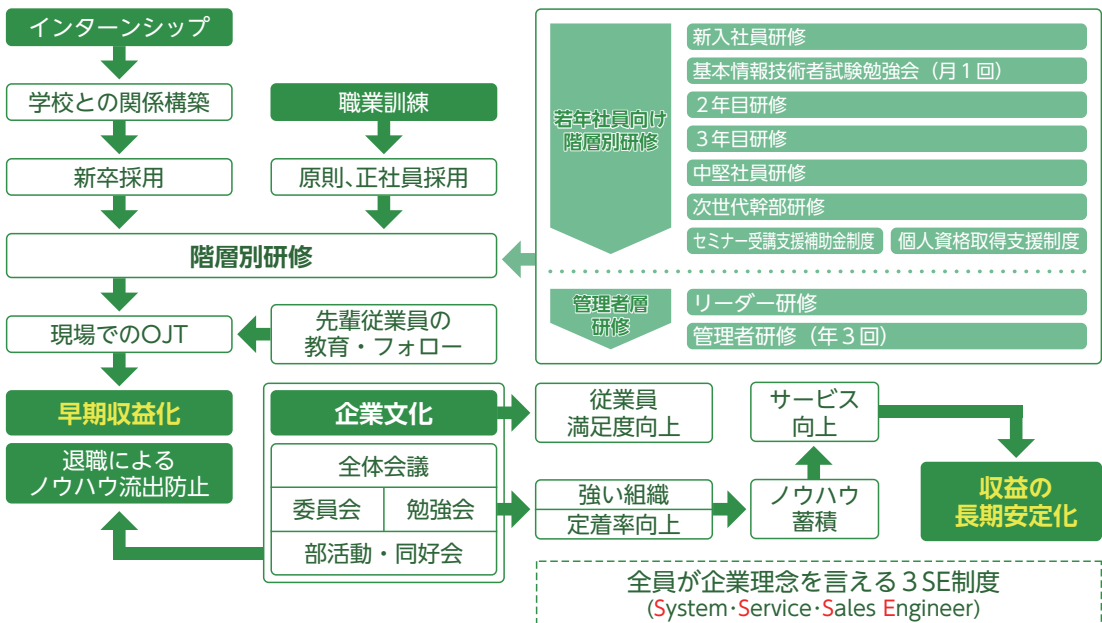 インターンシップ
学校との関係構築
新卒採用
職業訓練
原則、正社員採用
階層別研修
現場でのOJT
先輩従業員の
教育・フォロー
早期収益化
退職による
ノウハウ流出防止
若年社員向け
階層別研修
新入社員研修
基本情報技術者試験勉強会（月１回）
２年目研修
３年目研修
中堅社員研修
次世代幹部研修
セミナー受講支援補助金制度
個人資格取得支援制度
管理者層
研修
リーダー研修
管理者研修（年３回）
企業文化
全体会議
委員会
勉強会
部活動・同好会
従業員
満足度向上
強い組織
定着率向上
サービス
向上
ノウハウ
蓄積
収益の
長期安定化
全員が企業理念を言える３SE制度
(System･Service･Sales Engineer)